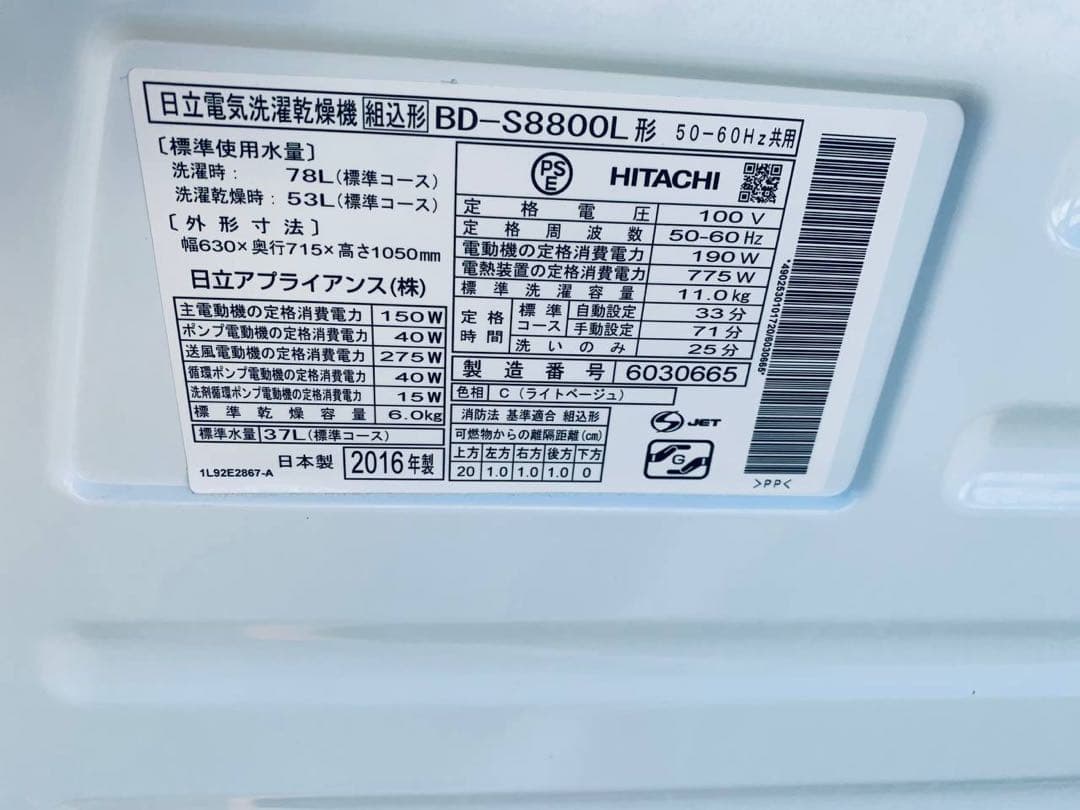 日立電気洗濯乾燥機 組込形 BD-S8800L形 50-60Hz共用
〔標準使用水量〕
洗濯時: 78L(標準コース)
洗濯乾燥時: 53L(標準コース)
〔外形寸法〕
幅630×奥行715×高さ1050mm
日立アプライアンス(株)
主電動機の定格消費電力 150W
ポンプ電動機の定格消費電力 40W
送風電動機の定格消費電力 275W
循環ポンプ電動機の定格消費電力 40W
洗剤循環ポンプ電動機の定格消費電力 15W
標準乾燥容量 6.0kg
標準水量 37L(標準コース)
1L92E2867-A 日本製 2016年製
PSE HITACHI
定格電圧 100V
定格周波数 50-60Hz
電動機の定格消費電力 190W
電熱装置の定格消費電力 775W
標準洗濯容量 11.0kg
定格時間 標準コース 自動設定 33分
手動設定 71分
洗いのみ 25分
製造番号 6030665
色相 C(ライトベージュ)
消防法 基準適合 組込形
可燃物からの離隔距離(cm)
上方 左方 右方 後方 下方
20 1.0 1.0 1.0 0
S JET
G
*4902530101720/6030665*
>PP<